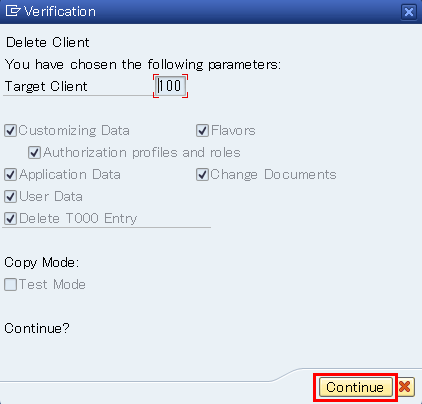 Verification
Delete Client
You have chosen the following parameters:
Target Client 100
Customizing Data Flavors
Authorization profiles and roles
Application Data Change Documents
User Data
Delete T000 Entry
Copy Mode:
Test Mode
Continue?
Continue